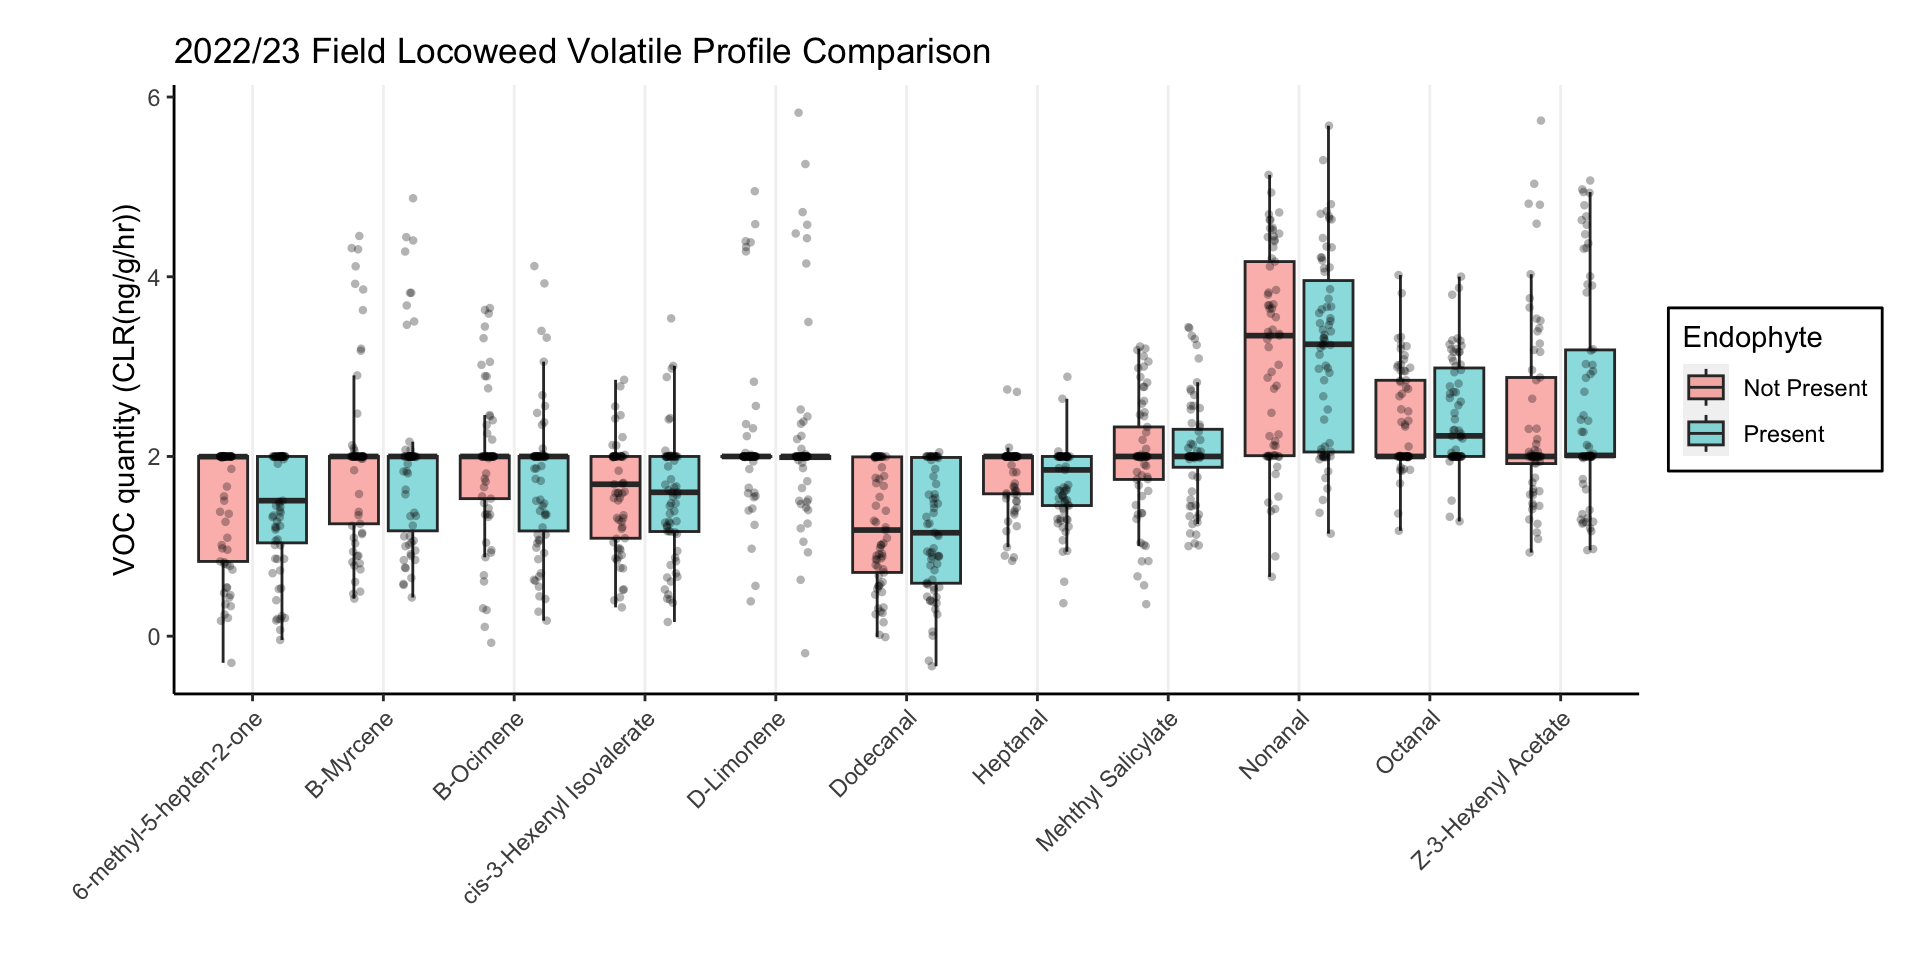 2022/23 Field Locoweed Volatile Profile Comparison
VOC quantity (CLR(ng/g/hr))
6
4
2
0
6-methyl-5-hepten-2-one
B-Myrcene
B-Ocimene
cis-3-Hexenyl Isovalerate
D-Limonene
Dodecanal
Heptanal
Mehthyl Salicylate
Nonanal
Octanal
Z-3-Hexenyl Acetate
Endophyte
Not Present
Present